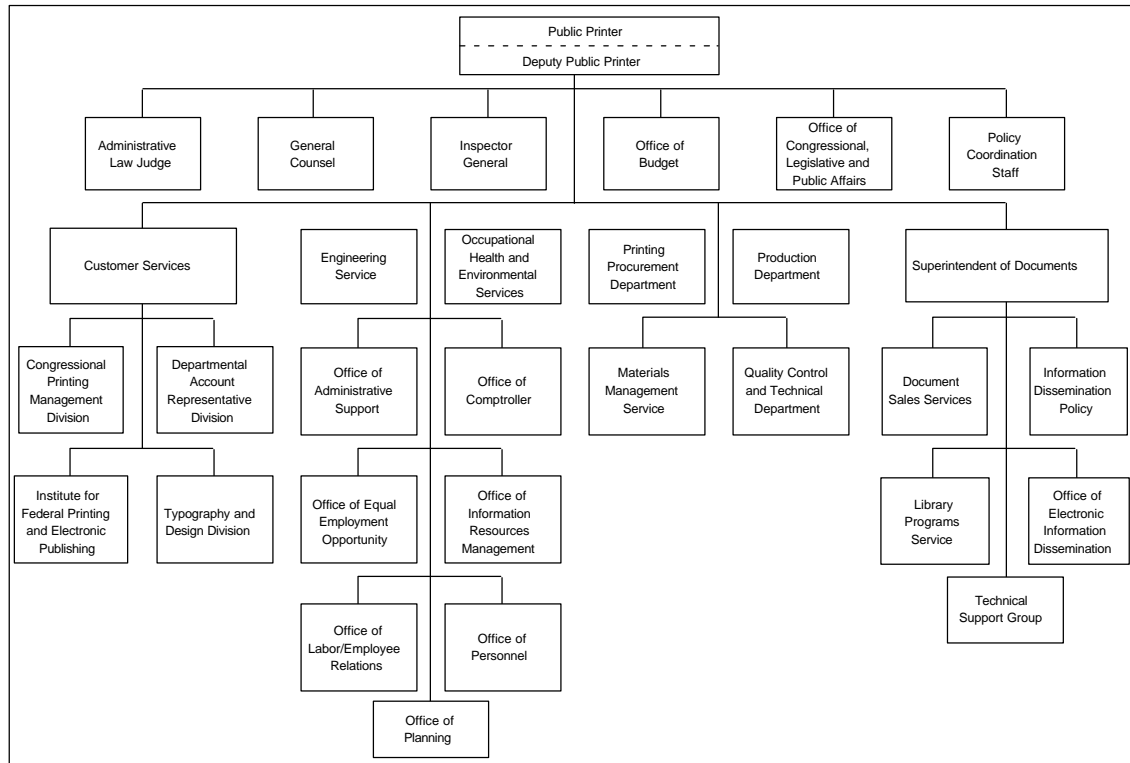 Public Printer
Deputy Public Printer
Administrative
Law Judge
General
Counsel
Inspector
General
Office of
Budget
Office of
Congressional,
Legislative and
Public Affairs
Policy
Coordination
Staff
Customer Services
Engineering
Service
Occupational
Health and
Environmental
Services
Printing
Procurement
Department
Production
Department
Superintendent of Documents
Congressional
Printing
Management
Division
Departmental
Account
Representative
Division
Office of
Administrative
Support
Office of
Comptroller
Materials
Management
Service
Quality Control
and Technical
Department
Document
Sales Services
Information
Dissemination
Policy
Institute for
Federal Printing
and Electronic
Publishing
Typography and
Design Division
Office of Equal
Employment
Opportunity
Office of
Information
Resources
Management
Library
Programs
Service
Office of
Electronic
Information
Dissemination
Office of
Labor/Employee
Relations
Office of
Personnel
Technical
Support Group
Office of
Planning